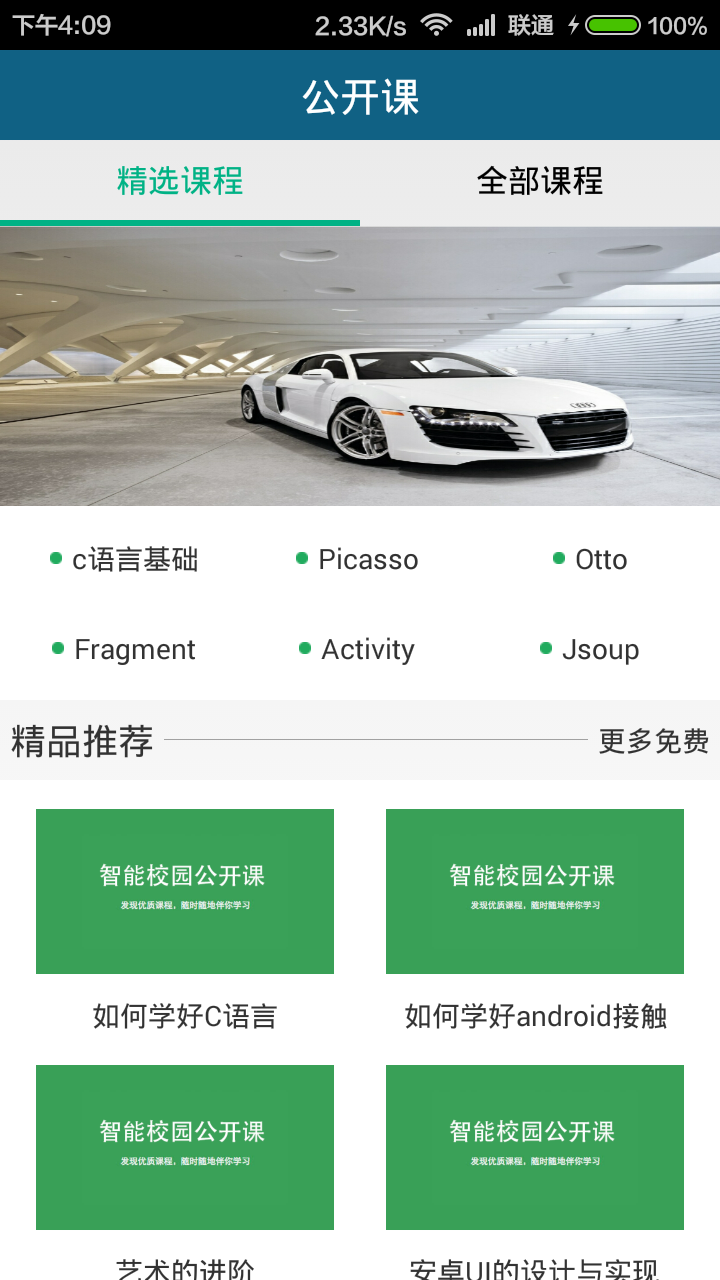 下午4:09 2.33K/s 联通 100%
公开课
精选课程 全部课程
c语言基础 Picasso Otto
Fragment Activity Jsoup
精品推荐 更多免费
智能校园公开课 智能校园公开课
发现优质课程，随时随地伴你学习 发现优质课程，随时随地伴你学习
如何学好C语言 如何学好android接触
智能校园公开课 智能校园公开课
发现优质课程，随时随地伴你学习 发现优质课程，随时随地伴你学习
艺术的进阶 安卓UI的设计与实现